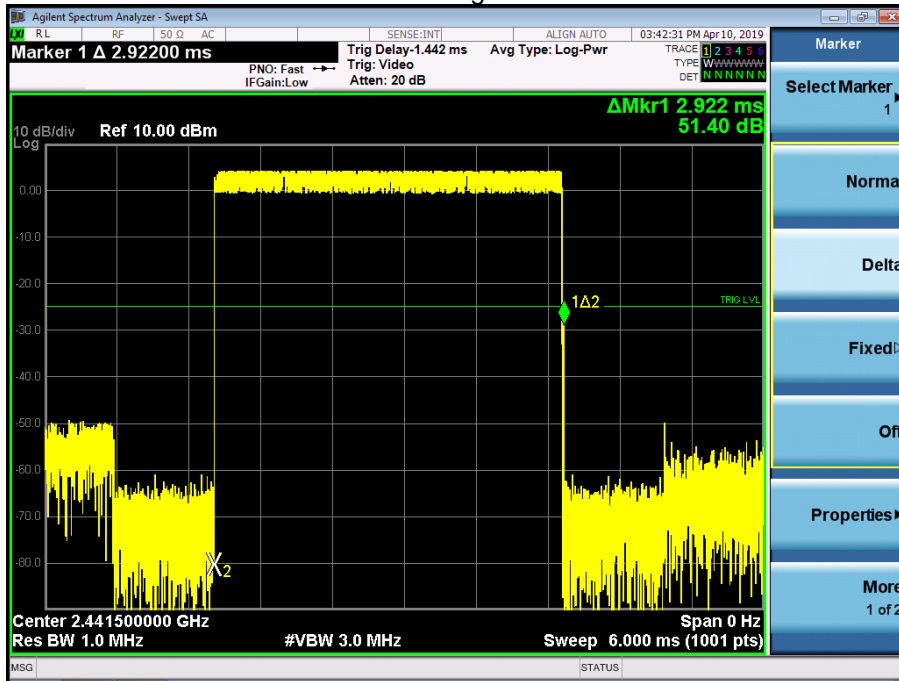 Agilent Spectrum Analyzer - Swept SA
LXI RL RF 50 Ω AC SENSE:INT ALIGN AUTO 03:42:31 PM Apr 10, 2019
Marker 1 Δ 2.92200 ms
PNO: Fast
IFGain:Low
Trig Delay-1.442 ms
Trig: Video
Atten: 20 dB
Avg Type: Log-Pwr
TRACE 1 2 3 4 5 6
TYPE WWWWWW
DET N N N N N N
ΔMkr1 2.922 ms
51.40 dB
10 dB/div Ref 10.00 dBm
Log
0.00
-10.0
-20.0
-30.0
-40.0
-50.0
-60.0
-70.0
-80.0
1Δ2
TRIG LVL
X2
Center 2.441500000 GHz Span 0 Hz
Res BW 1.0 MHz #VBW 3.0 MHz Sweep 6.000 ms (1001 pts)
MSG STATUS
Marker
Select Marker
1
Norma
Delta
Fixed
Off
Properties
More
1 of 2